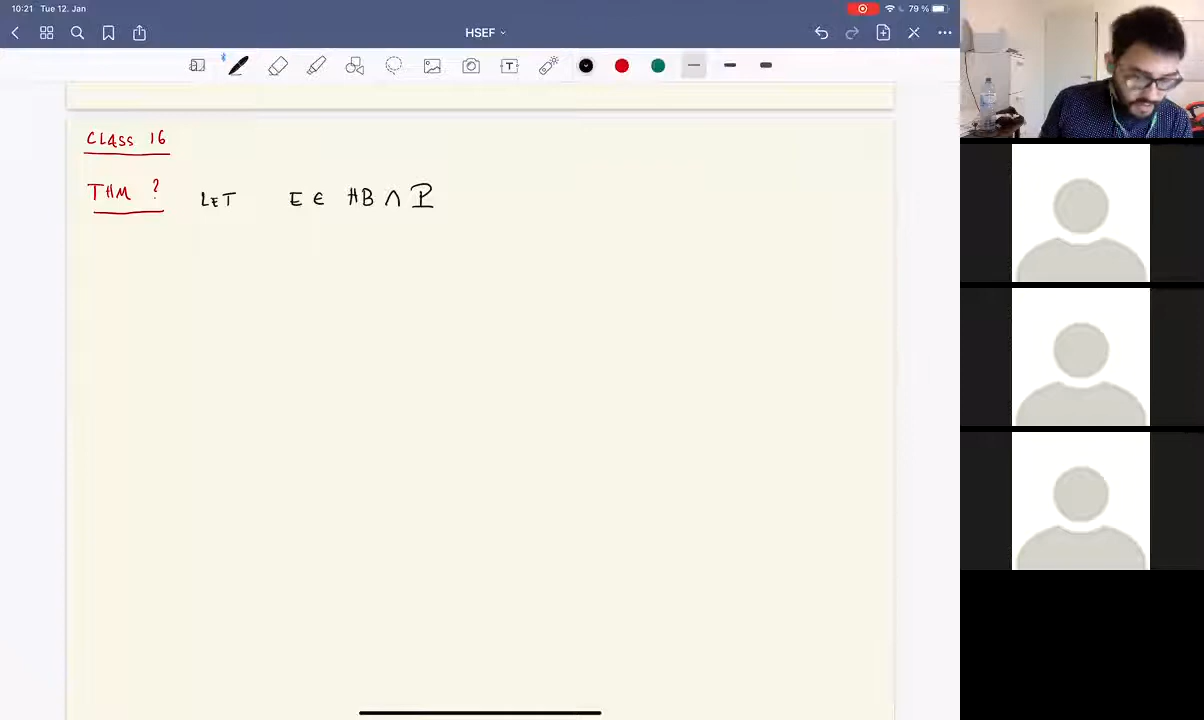 10:21 Tue 12. Jan
79 %
HSEF
T
CLASS 16
THM ? LET E ∈ HB ∩ P